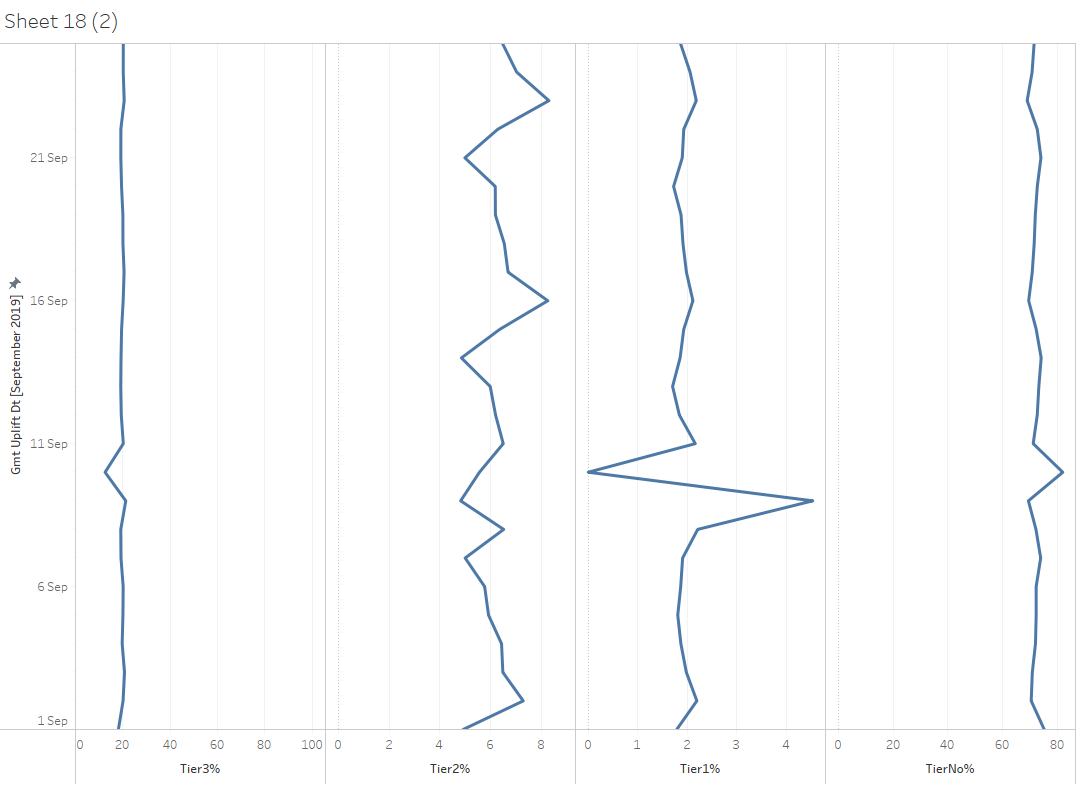 Sheet 18 (2)
21 Sep
16 Sep
11 Sep
6 Sep
1 Sep
Gmt Uplift Dt [September 2019]
0 20 40 60 80 100
0 2 4 6 8
0 1 2 3 4
0 20 40 60 80
Tier3%
Tier2%
Tier1%
TierNo%